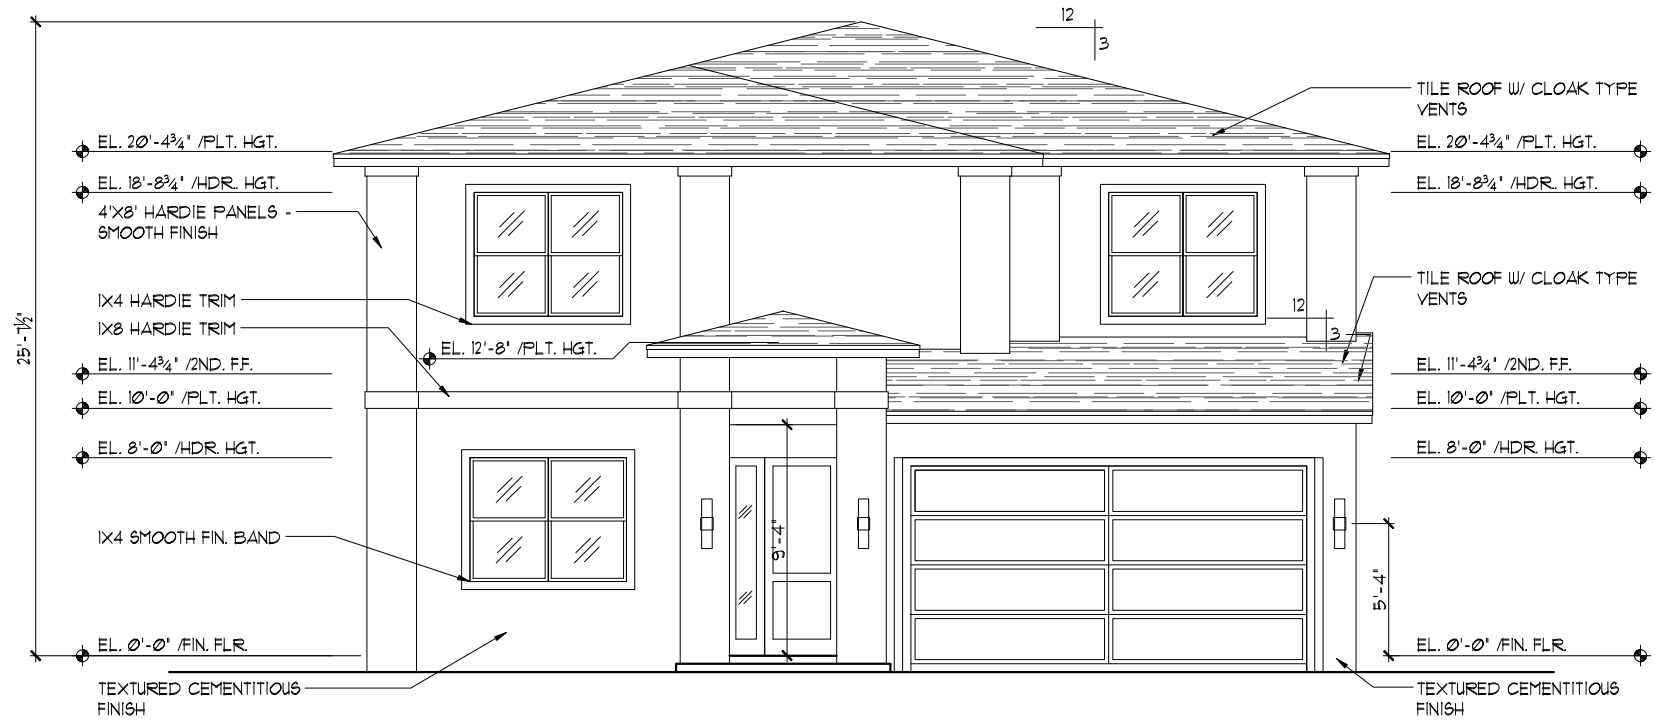 12
3
TILE ROOF W/ CLOAK TYPE
VENTS
EL. 20'-4¾" /PLT. HGT.
EL. 20'-4¾" /PLT. HGT.
EL. 18'-8¾" /HDR. HGT.
EL. 18'-8¾" /HDR. HGT.
4'X8' HARDIE PANELS -
SMOOTH FINISH
TILE ROOF W/ CLOAK TYPE
VENTS
1X4 HARDIE TRIM
12
3
1X8 HARDIE TRIM
25'-7½"
EL. 12'-8" /PLT. HGT.
EL. 11'-4¾" /2ND. F.F.
EL. 11'-4¾" /2ND. F.F.
EL. 10'-0" /PLT. HGT.
EL. 10'-0" /PLT. HGT.
EL. 8'-0" /HDR. HGT.
EL. 8'-0" /HDR. HGT.
1X4 SMOOTH FIN. BAND
9'-4"
5'-4"
EL. 0'-0" /FIN. FLR.
EL. 0'-0" /FIN. FLR.
TEXTURED CEMENTITIOUS
FINISH
TEXTURED CEMENTITIOUS
FINISH